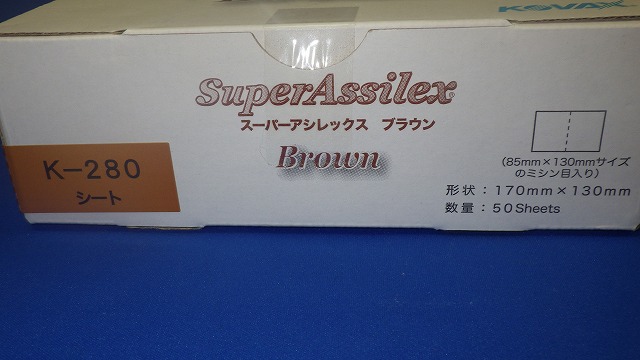 KOVAX
SuperAssilex®
スーパーアシレックス ブラウン
Brown
K-280
シート
(85mm×130mmサイズ
のミシン目入り)
形状：170mm×130mm
数量：50Sheets